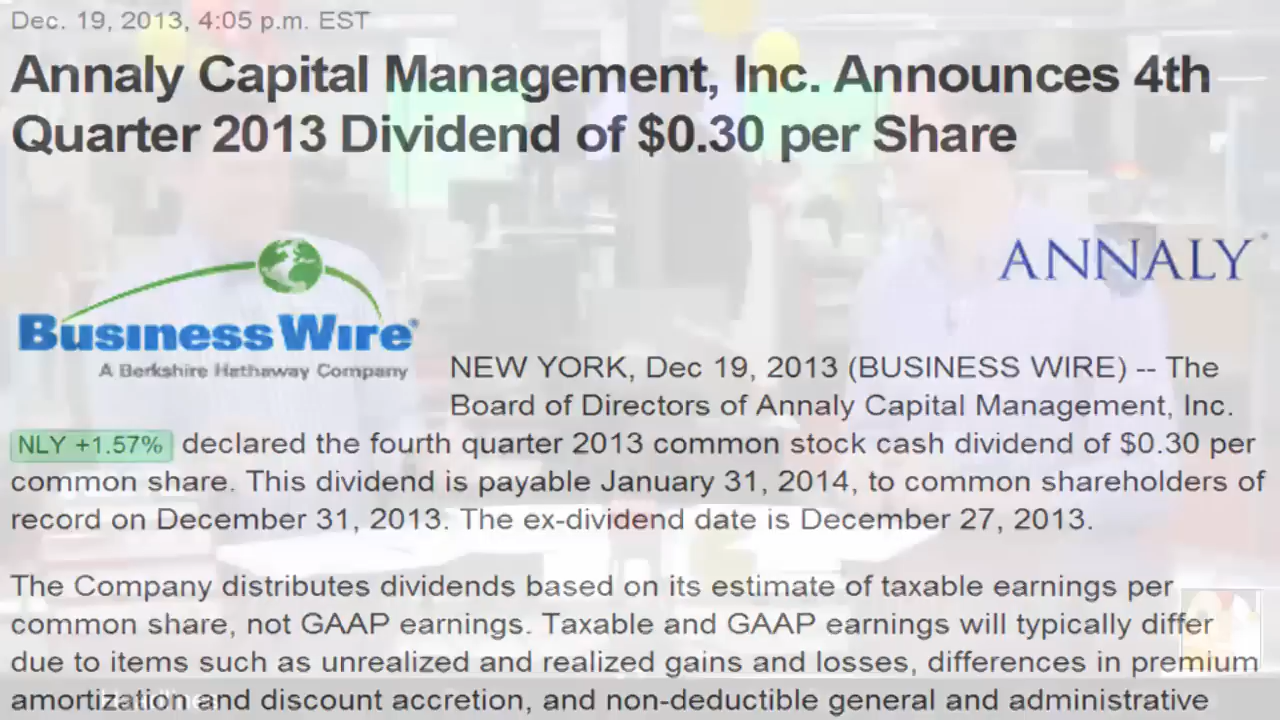 Dec. 19, 2013, 4:05 p.m. EST
Annaly Capital Management, Inc. Announces 4th
Quarter 2013 Dividend of $0.30 per Share
ANNALY
BUSINESS WIRE
A Berkshire Hathaway Company
NEW YORK, Dec 19, 2013 (BUSINESS WIRE) -- The
Board of Directors of Annaly Capital Management, Inc.
NLY +1.57% declared the fourth quarter 2013 common stock cash dividend of $0.30 per
common share. This dividend is payable January 31, 2014, to common shareholders of
record on December 31, 2013. The ex-dividend date is December 27, 2013.
The Company distributes dividends based on its estimate of taxable earnings per
common share, not GAAP earnings. Taxable and GAAP earnings will typically differ
due to items such as unrealized and realized gains and losses, differences in premium
amortization and discount accretion, and non-deductible general and administrative
Headlines